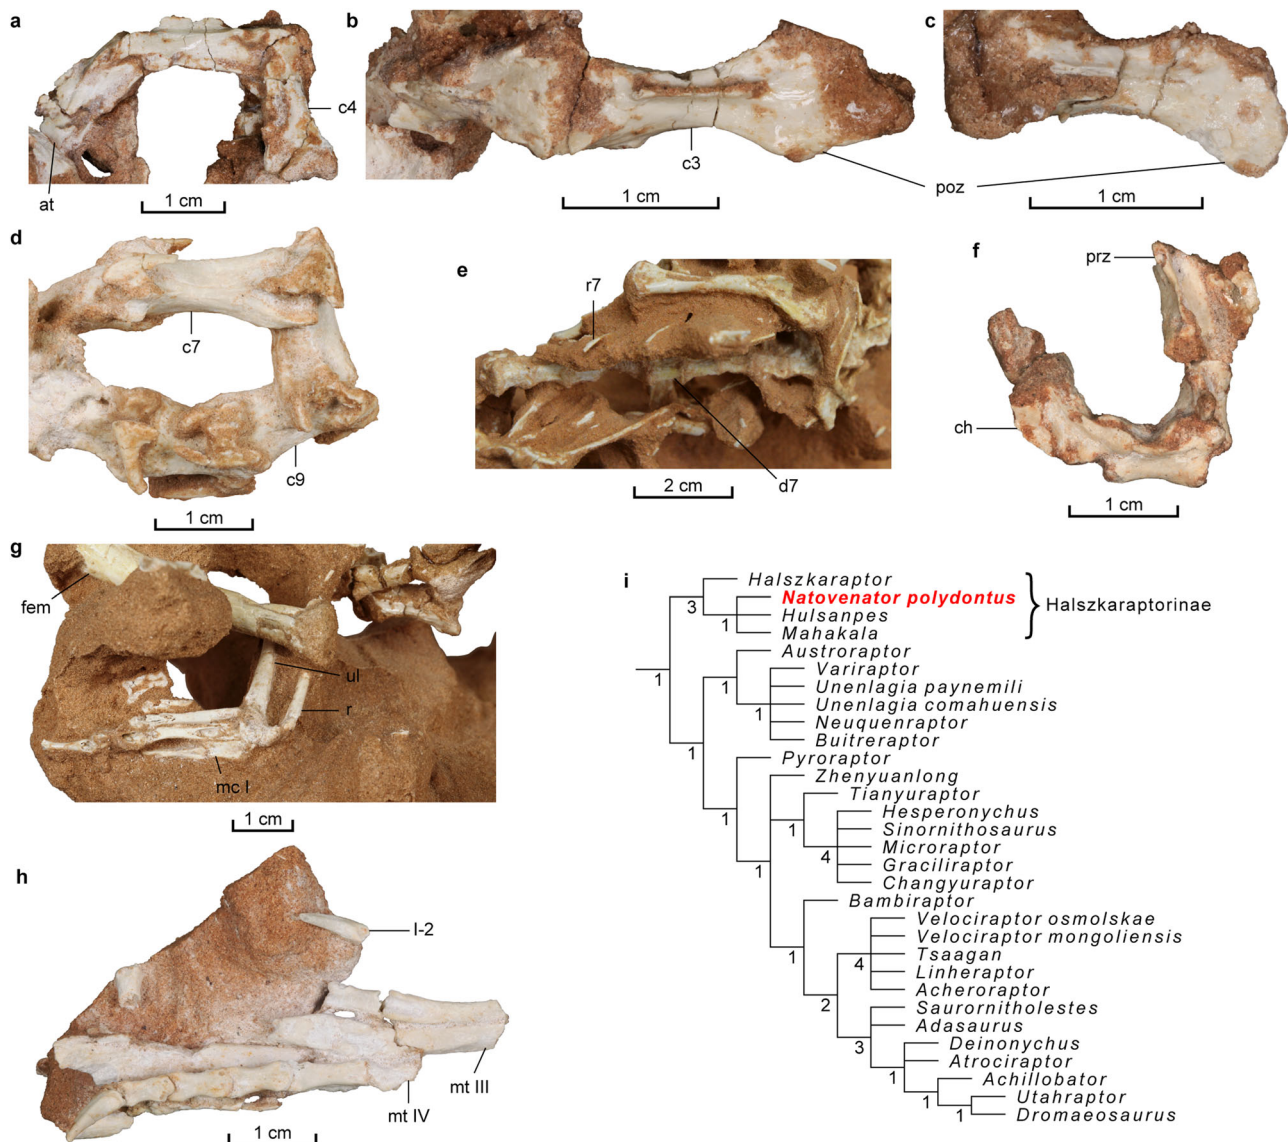 a
c4
at
1 cm
b
c3
1 cm
c
poz
1 cm
d
c7
c9
1 cm
e
r7
d7
2 cm
f
prz
ch
1 cm
g
fem
ul
r
mc I
1 cm
h
I-2
mt III
mt IV
1 cm
i
Halszkaraptor
3
Natovenator polydontus
Halszkaraptorinae
Hulsanpes
1
Mahakala
Austroraptor
Variraptor
1
1
Unenlagia paynemili
Unenlagia comahuensis
1
Neuquenraptor
Buitreraptor
1
Pyroraptor
Zhenyuanlong
Tianyuraptor
Hesperonychus
1
Sinornithosaurus
Microraptor
4
Graciliraptor
1
Changyuraptor
Bambiraptor
Velociraptor osmolskae
Velociraptor mongoliensis
1
Tsaagan
4
Linheraptor
Acheroraptor
2
Saurornitholestes
Adasaurus
3
Deinonychus
Atrociraptor
1
Achillobator
1
Utahraptor
1
Dromaeosaurus